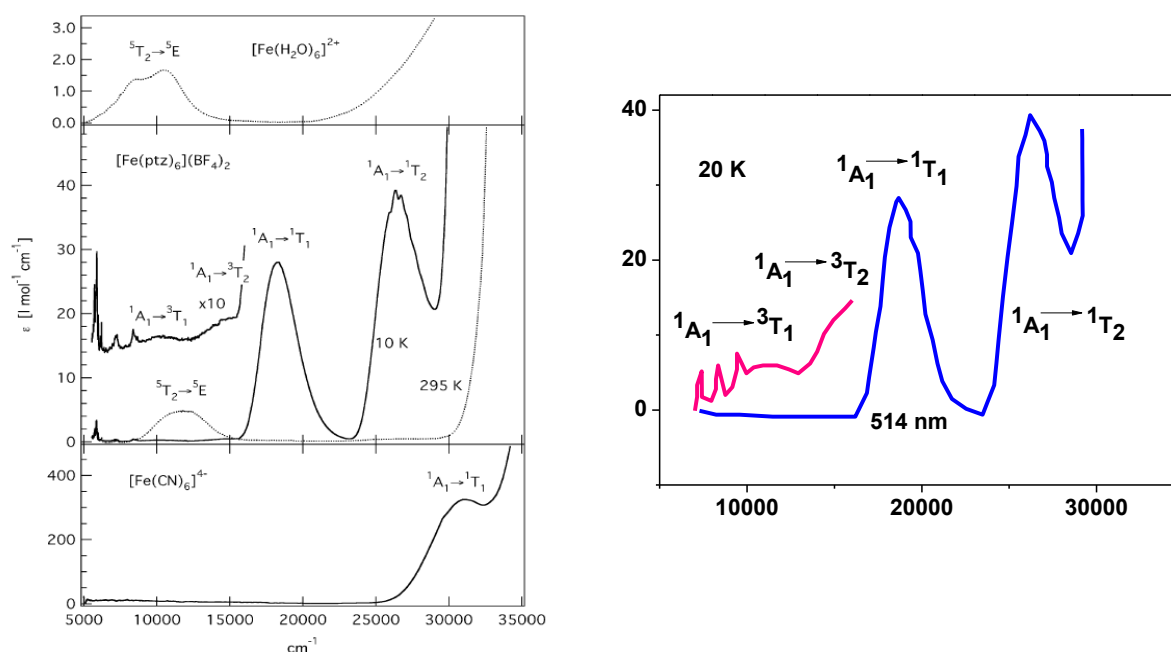 3.0
2.0
1.0
0.0
⁵T₂→⁵E
[Fe(H₂O)₆]²⁺
[Fe(ptz)₆](BF₄)₂
40
30
20
10
0
ε [l mol⁻¹ cm⁻¹]
¹A₁→¹T₂
¹A₁→¹T₁
¹A₁→³T₂
x10
¹A₁→³T₁
10 K
295 K
⁵T₂→⁵E
[Fe(CN)₆]⁴⁻
¹A₁→¹T₁
400
200
0
5000 10000 15000 20000 25000 30000 35000
cm⁻¹
40
20
0
20 K
¹A₁→¹T₁
¹A₁→³T₂
¹A₁→³T₁
¹A₁→¹T₂
514 nm
10000 20000 30000